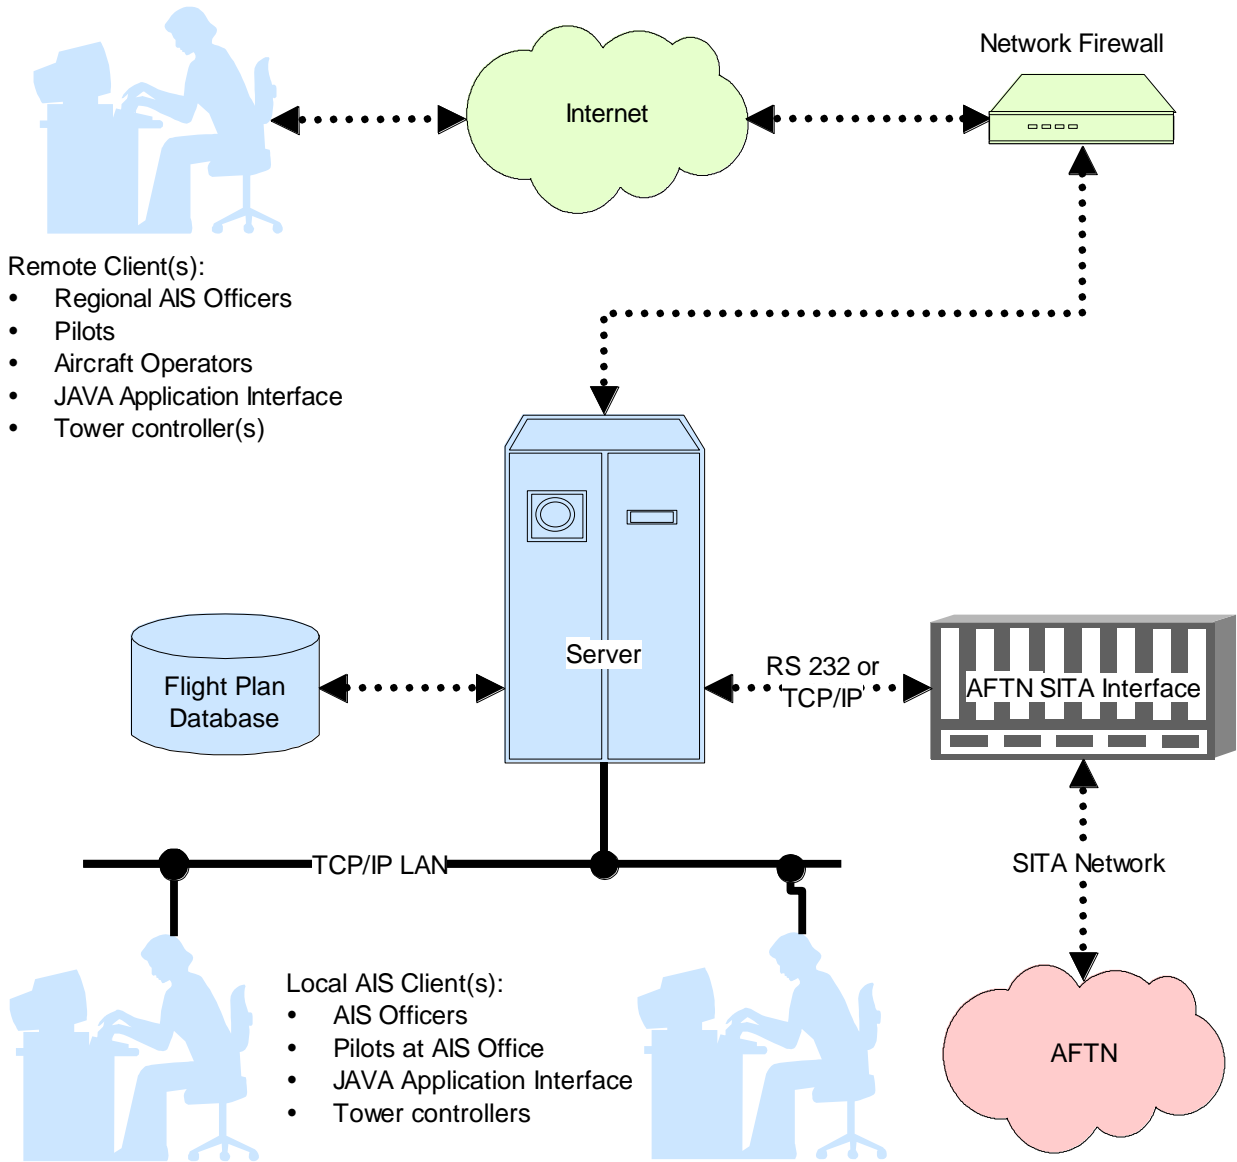 Network Firewall
Internet
Remote Client(s):
• Regional AIS Officers
• Pilots
• Aircraft Operators
• JAVA Application Interface
• Tower controller(s)
Server
Flight Plan
Database
RS 232 or
TCP/IP
AFTN SITA Interface
TCP/IP LAN
SITA Network
Local AIS Client(s):
• AIS Officers
• Pilots at AIS Office
• JAVA Application Interface
• Tower controllers
AFTN